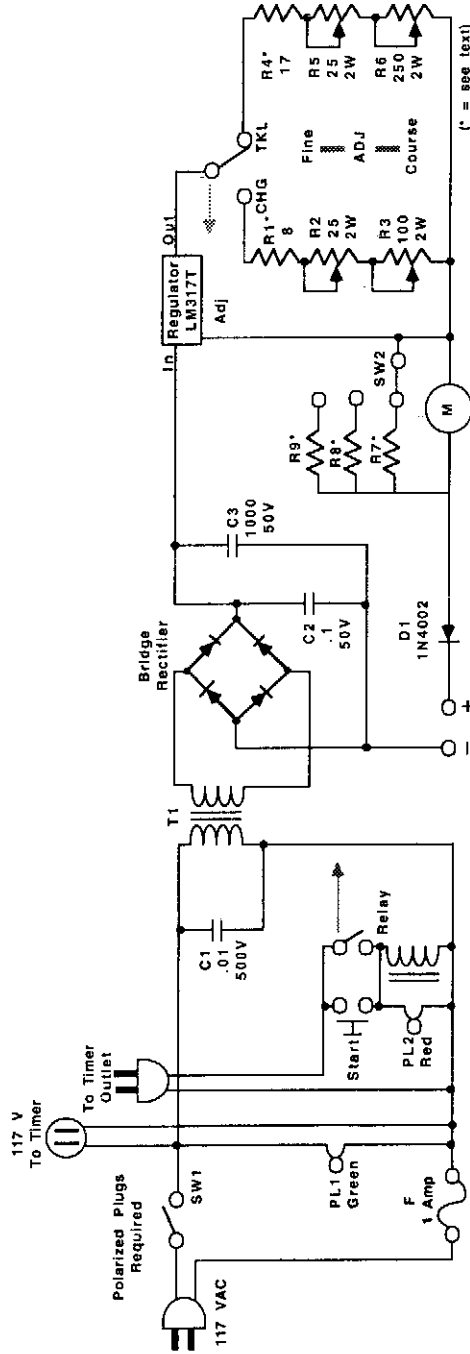 117 V
To Timer
Polarized Plugs
Required
SW1
117 VAC
To Timer
Outlet
PL1
Green
F
1 Amp
C1
.01
500V
Start
PL2
Red
Relay
T1
Bridge
Rectifier
C2
.1
50V
C3
1000
50V
D1
1N4002
- +
In
Regulator
LM317T
Out
Adj
R9*
R8*
R7*
SW2
M
CHG
TKL
R1*
8
R2
25
2W
R3
100
2W
Fine
ADJ
Course
R4*
17
R5
25
2W
R6
250
2W
(* = see text)